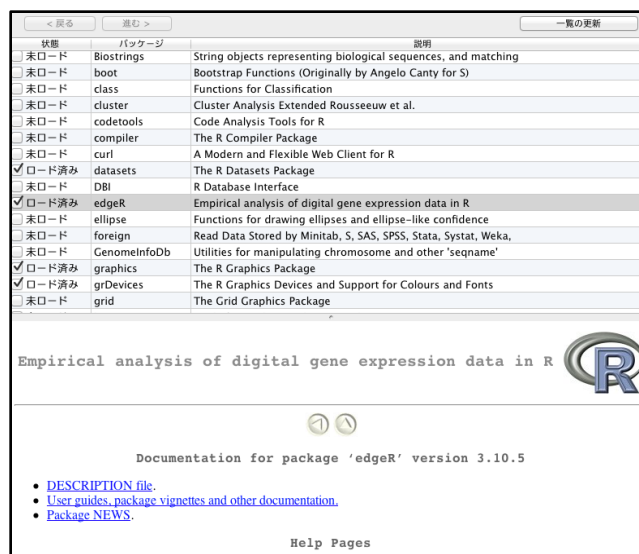 < 戻る 進む > 一覧の更新
状態 パッケージ 説明
未ロード Biostrings String objects representing biological sequences, and matching
未ロード boot Bootstrap Functions (Originally by Angelo Canty for S)
未ロード class Functions for Classification
未ロード cluster Cluster Analysis Extended Rousseeuw et al.
未ロード codetools Code Analysis Tools for R
未ロード compiler The R Compiler Package
未ロード curl A Modern and Flexible Web Client for R
ロード済み datasets The R Datasets Package
未ロード DBI R Database Interface
ロード済み edgeR Empirical analysis of digital gene expression data in R
未ロード ellipse Functions for drawing ellipses and ellipse-like confidence
未ロード foreign Read Data Stored by Minitab, S, SAS, SPSS, Stata, Systat, Weka,
未ロード GenomeInfoDb Utilities for manipulating chromosome and other 'seqname'
ロード済み graphics The R Graphics Package
ロード済み grDevices The R Graphics Devices and Support for Colours and Fonts
未ロード grid The Grid Graphics Package
Empirical analysis of digital gene expression data in R
R
Documentation for package ‘edgeR’ version 3.10.5
• DESCRIPTION file.
• User guides, package vignettes and other documentation.
• Package NEWS.
Help Pages